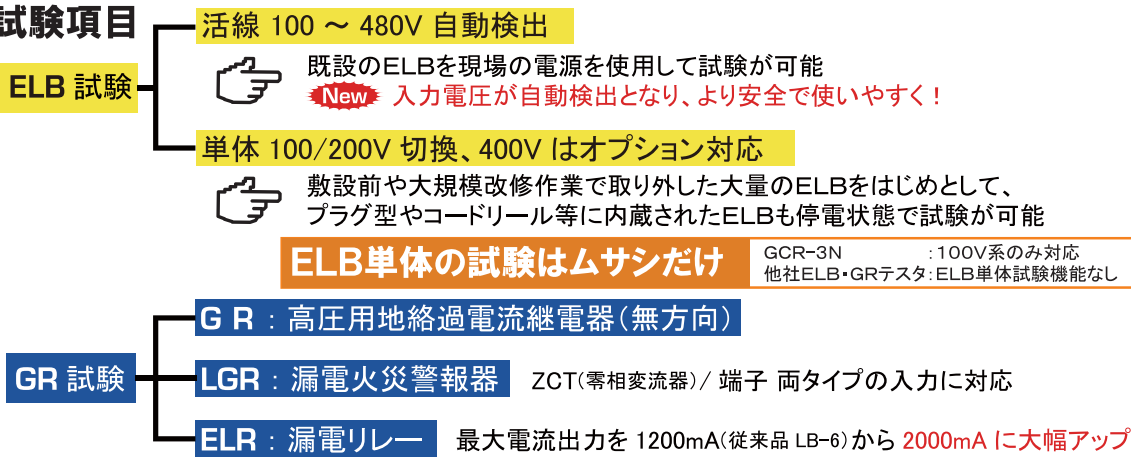 試験項目
ELB 試験
活線 100 ～ 480V 自動検出
既設のELBを現場の電源を使用して試験が可能
New 入力電圧が自動検出となり、より安全で使いやすく！
単体 100/200V 切換、400V はオプション対応
敷設前や大規模改修作業で取り外した大量のELBをはじめとして、
プラグ型やコードリール等に内蔵されたELBも停電状態で試験が可能
ELB単体の試験はムサシだけ
GCR-3N :100V系のみ対応
他社ELB・GRテスタ:ELB単体試験機能なし
GR 試験
G R : 高圧用地絡過電流継電器(無方向)
LGR : 漏電火災警報器 ZCT(零相変流器)/ 端子 両タイプの入力に対応
ELR : 漏電リレー 最大電流出力を 1200mA(従来品 LB-6)から 2000mA に大幅アップ